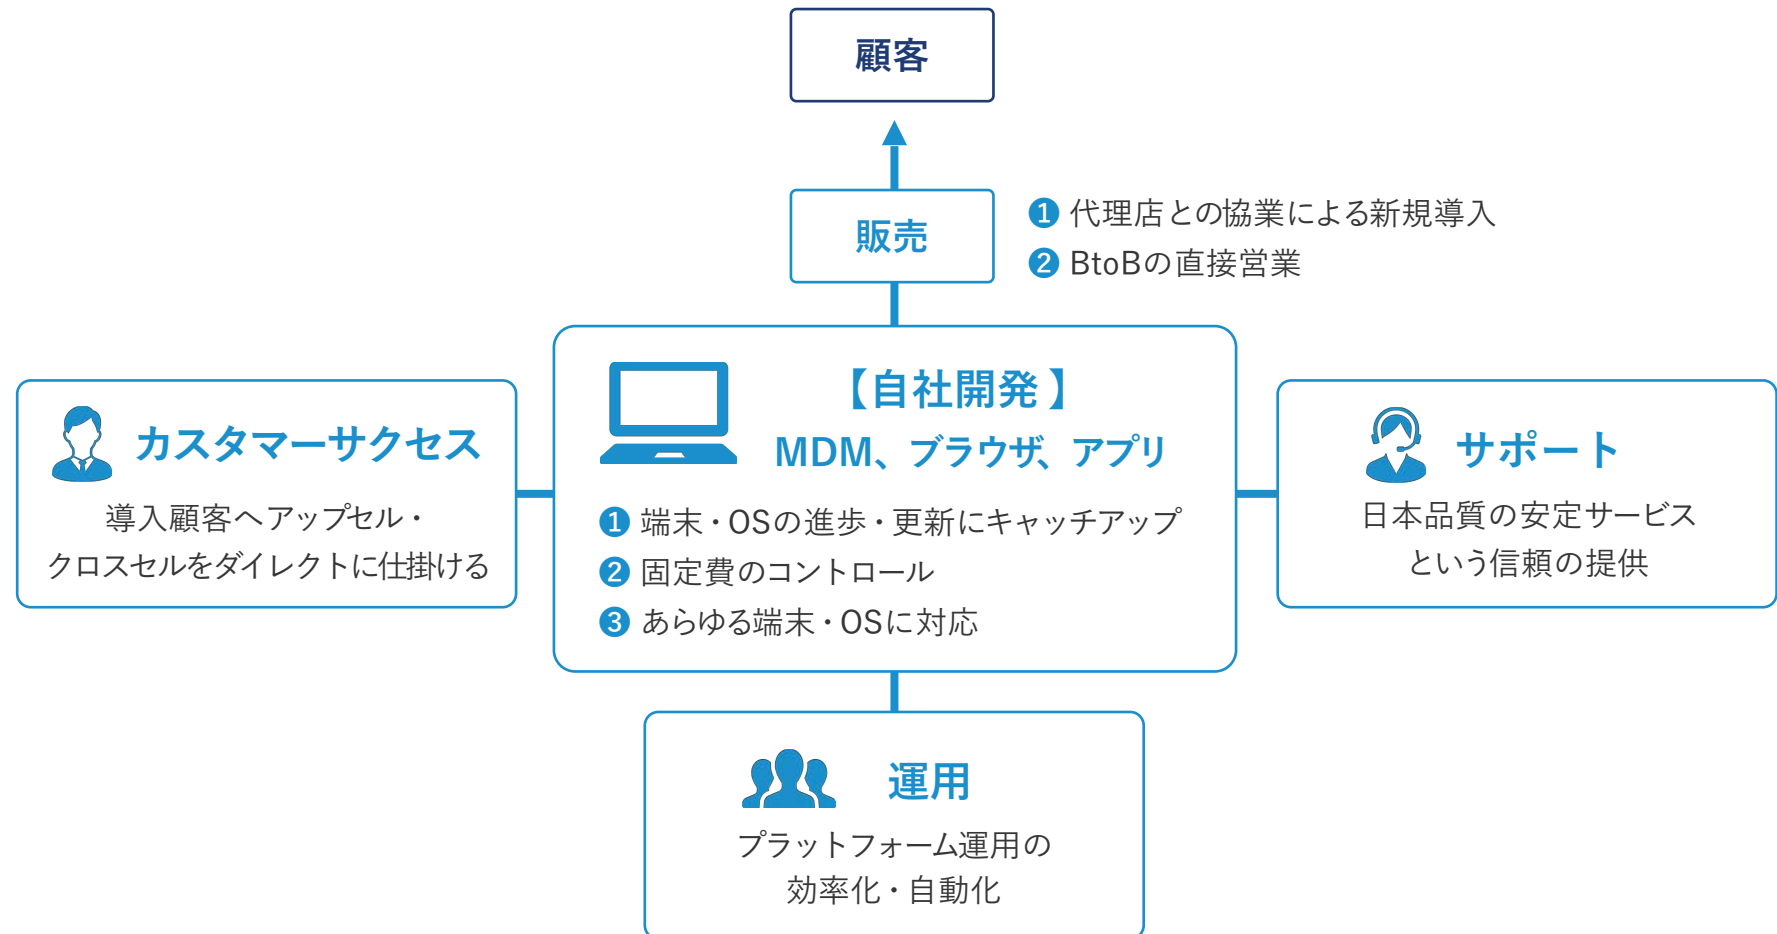 顧客
販売
❶ 代理店との協業による新規導入
❷ BtoBの直接営業
カスタマーサクセス
導入顧客へアップセル・
クロスセルをダイレクトに仕掛ける
【自社開発】
MDM、ブラウザ、アプリ
❶ 端末・OSの進歩・更新にキャッチアップ
❷ 固定費のコントロール
❸ あらゆる端末・OSに対応
サポート
日本品質の安定サービス
という信頼の提供
運用
プラットフォーム運用の
効率化・自動化